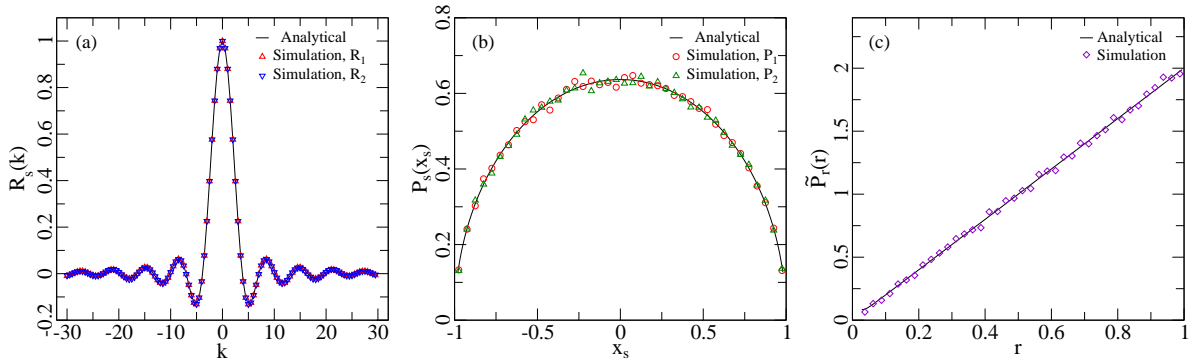 (a)
Analytical
Simulation, R1
Simulation, R2
Rs(k)
1
0.8
0.6
0.4
0.2
0
-0.2
-30 -20 -10 0 10 20 30
k
(b)
Analytical
Simulation, P1
Simulation, P2
Ps(xs)
0.8
0.6
0.4
0.2
0
-1 -0.5 0 0.5 1
xs
(c)
Analytical
Simulation
P̃r(r)
2
1.5
1
0.5
0
0 0.2 0.4 0.6 0.8 1
r